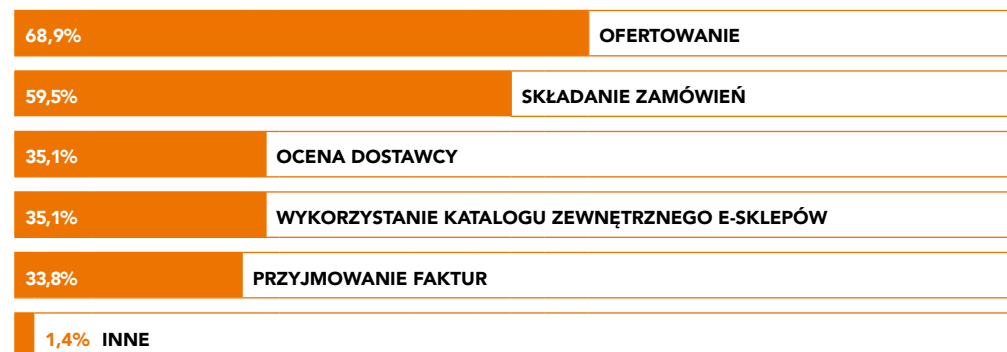 68,9% OFERTOWANIE
59,5% SKŁADANIE ZAMÓWIEŃ
35,1% OCENA DOSTAWCY
35,1% WYKORZYSTANIE KATALOGU ZEWNĘTRZNEGO E-SKLEPÓW
33,8% PRZYJMOWANIE FAKTUR
1,4% INNE